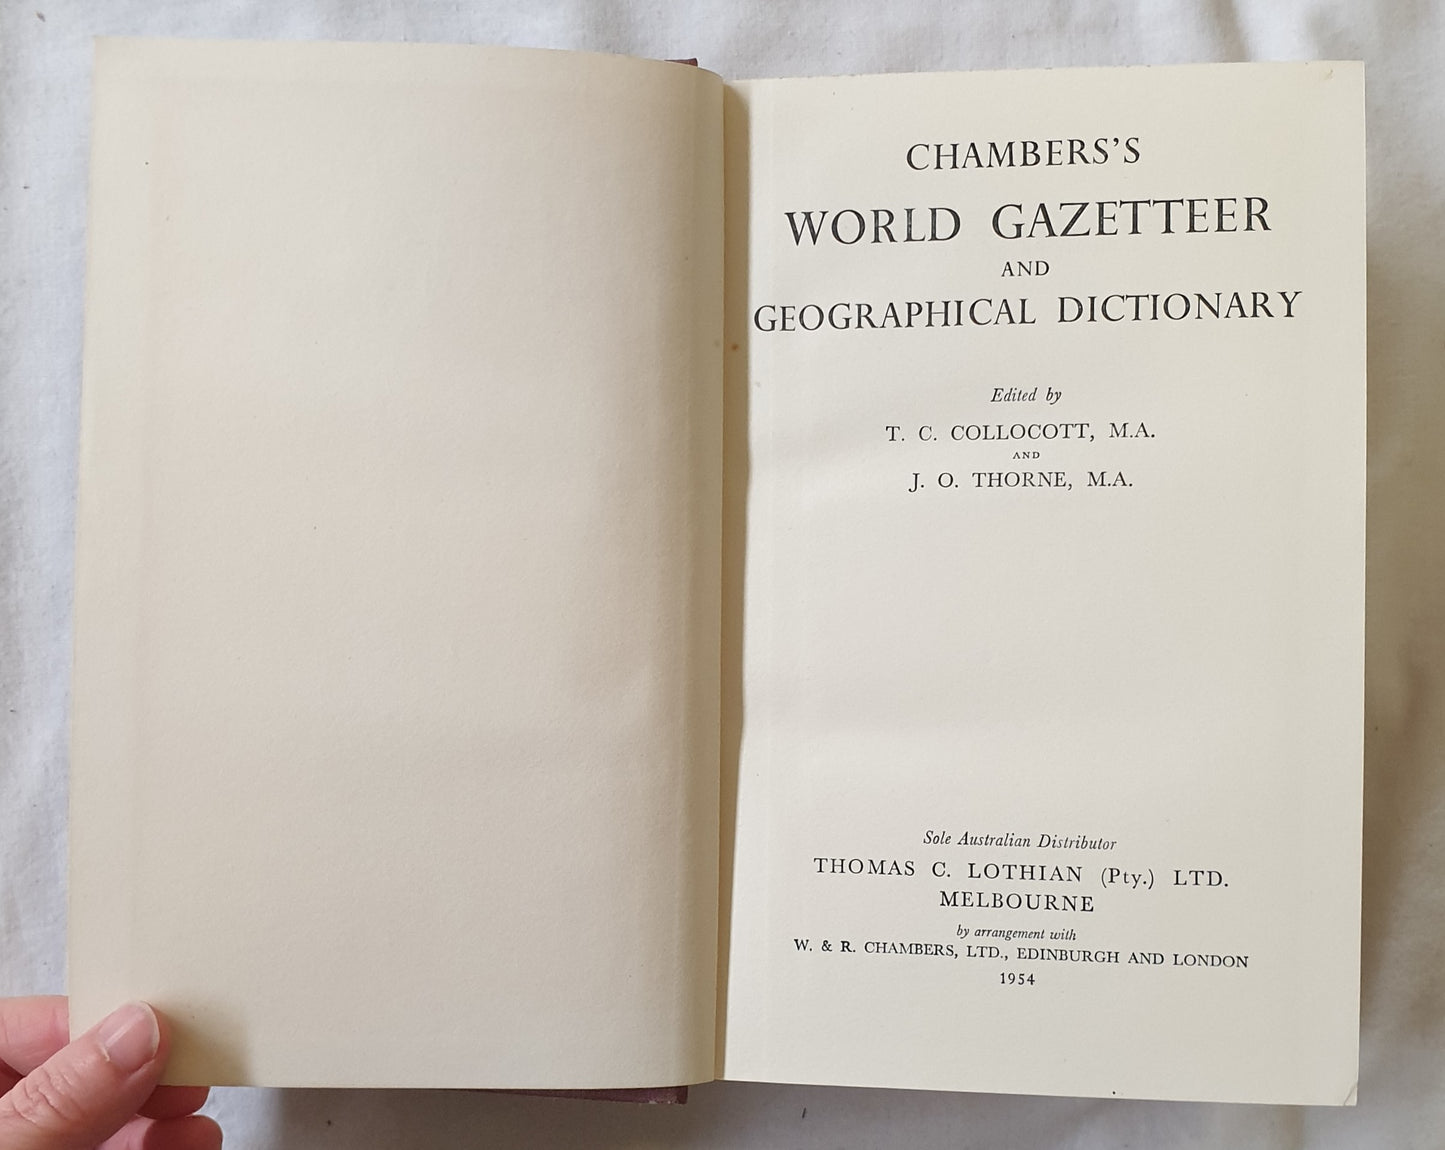 CHAMBERS'S
WORLD GAZETTEER
AND
GEOGRAPHICAL DICTIONARY
Edited by
T. C. COLLOCOTT, M.A.
AND
J. O. THORNE, M.A.
Sole Australian Distributor
THOMAS C. LOTHIAN (Pty.) LTD.
MELBOURNE
by arrangement with
W. & R. CHAMBERS, LTD., EDINBURGH AND LONDON
1954